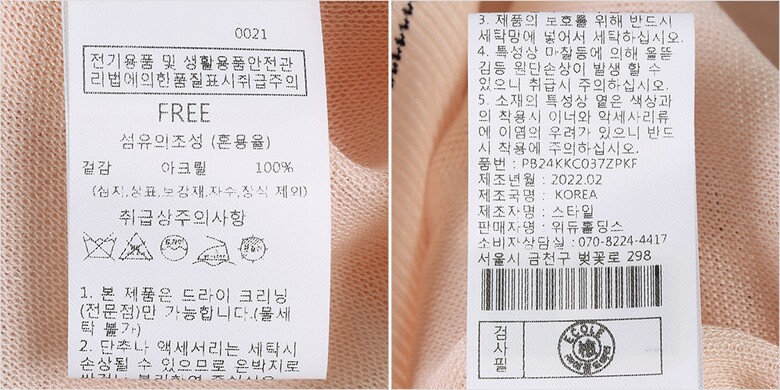 0021
전기용품 및 생활용품안전관
리법에의한품질표시취급주의
FREE
섬유의조성 (혼용율)
겉감 아크릴 100%
(심지,상표,보강재,자수,장식 제외)
취급상주의사항
1. 본 제품은 드라이 크리닝
(전문점)만 가능합니다.(물세
탁 불가)
2. 단추나 액세서리는 세탁시
손상될 수 있으므로 은박지로
3. 제품의 보호를 위해 반드시
세탁망에 넣어서 세탁하십시오.
4. 특성상 마찰등에 의해 올뜯
김등 원단손상이 발생 할 수
있으니 취급시 주의하십시오.
5. 소재의 특성상 옅은 색상과
의 착용시 이너와 악세사리류
에 이염의 우려가 있으니 반드
시 착용에 주의하십시오.
품번 : PB24KKC037ZPKF
제조년월 : 2022.02
제조국명 : KOREA
제조자명 : 스타일
판매자명 : 위듀홀딩스
소비자상담실 : 070-8224-4417
서울시 금천구 벚꽃로 298
검
사
필
ECOLE